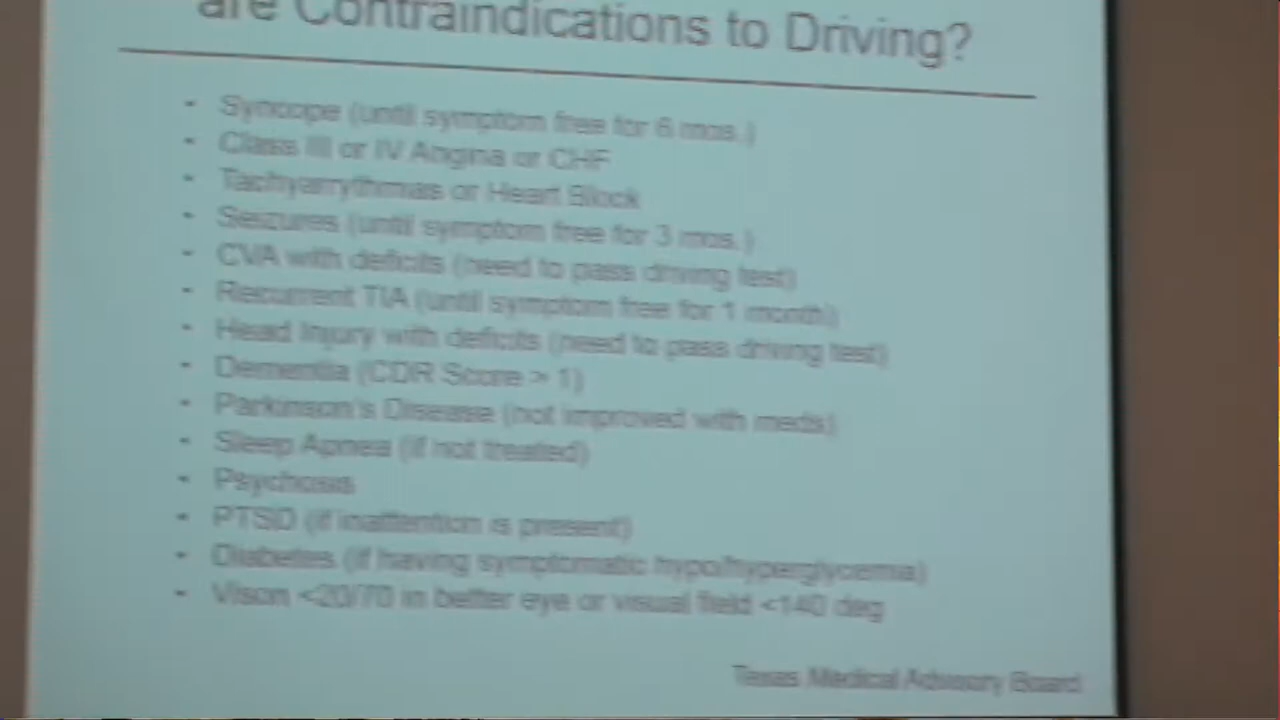 are Contraindications to Driving?
• Syncope (until symptom free for 6 mos.)
• Class III or IV Angina or CHF
• Tachyarrythmias or Heart Block
• Seizures (until symptom free for 3 mos.)
• CVA with deficits (need to pass driving test)
• Recurrent TIA (until symptom free for 1 month)
• Head Injury with deficits (need to pass driving test)
• Dementia (CDR Score > 1)
• Parkinson's Disease (not improved with meds)
• Sleep Apnea (if not treated)
• Psychosis
• PTSD (if inattention is present)
• Diabetes (if having symptomatic hypo/hyperglycemia)
• Vison <20/70 in better eye or visual field <140 deg
Texas Medical Advisory Board